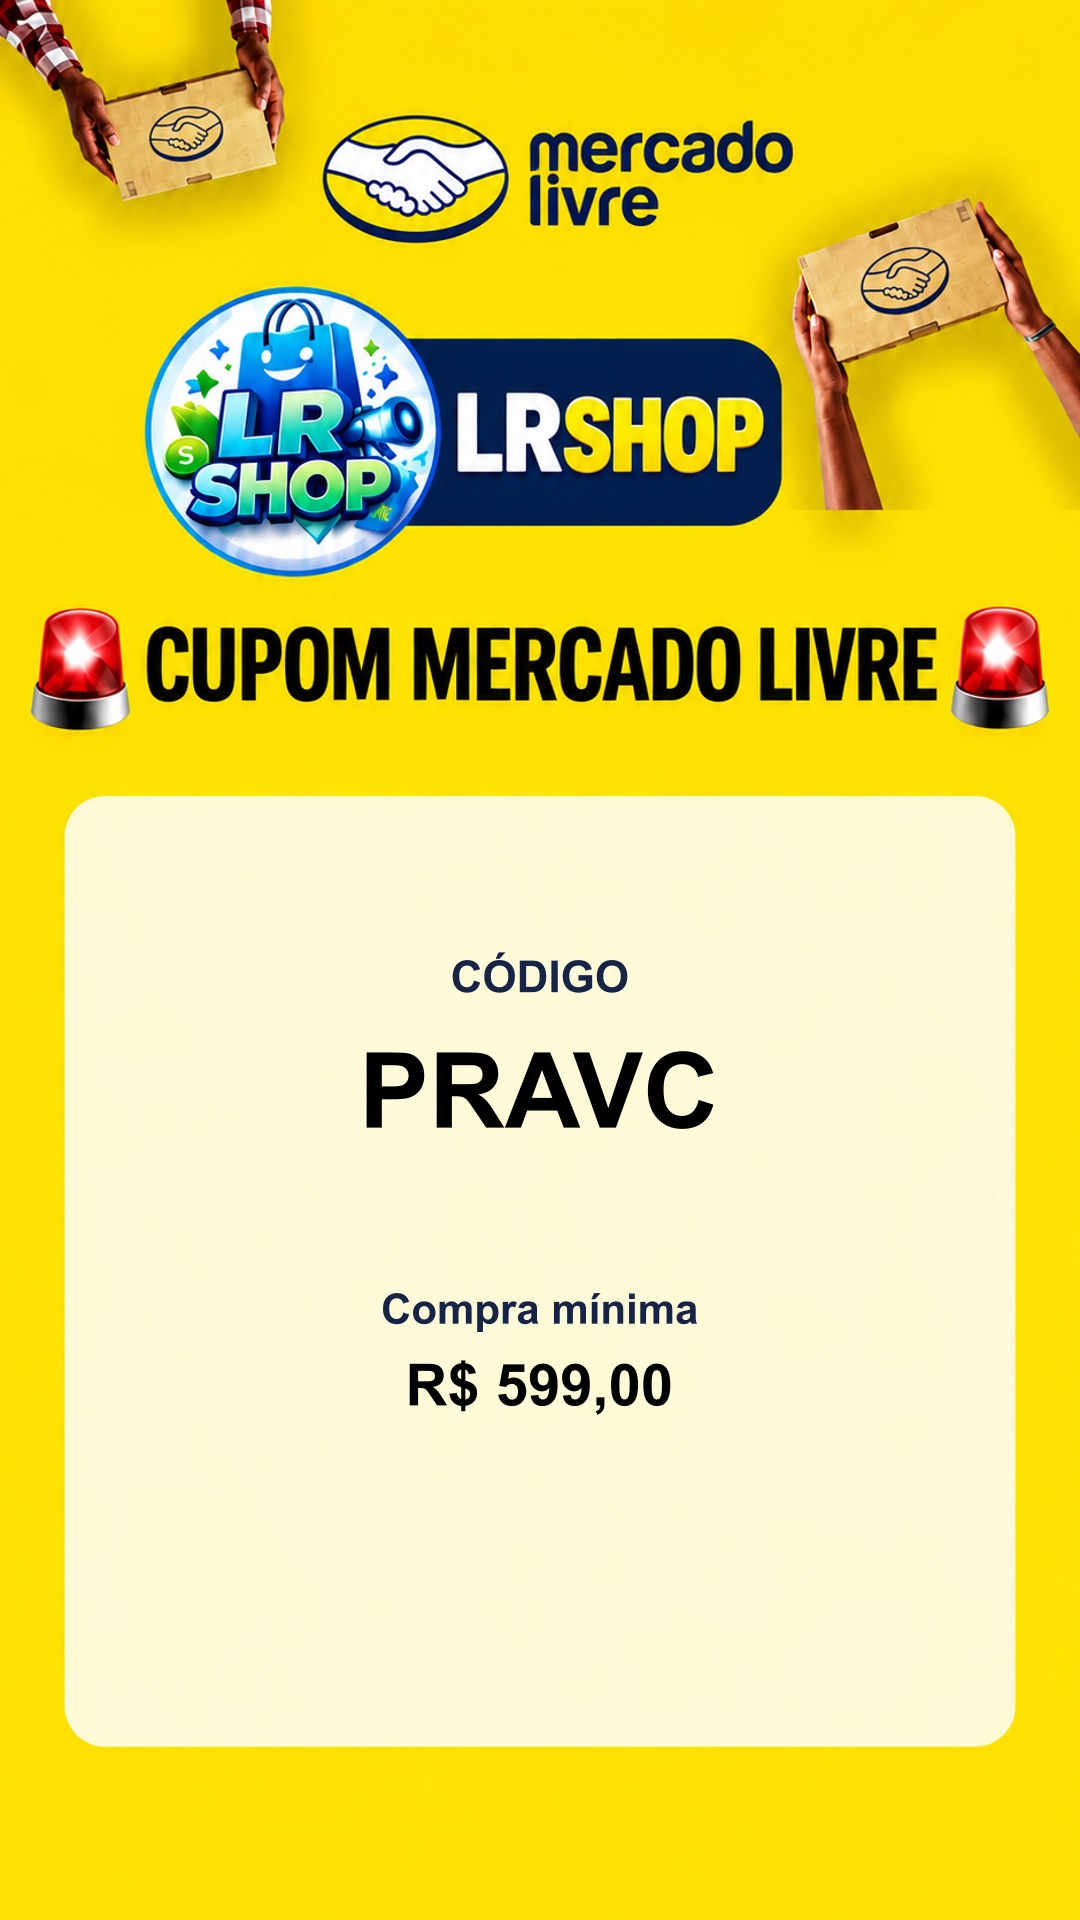 mercado
livre
LR
SHOP
S
LRSHOP
CUPOM MERCADO LIVRE
CÓDIGO
PRAVC
Compra mínima
R$ 599,00